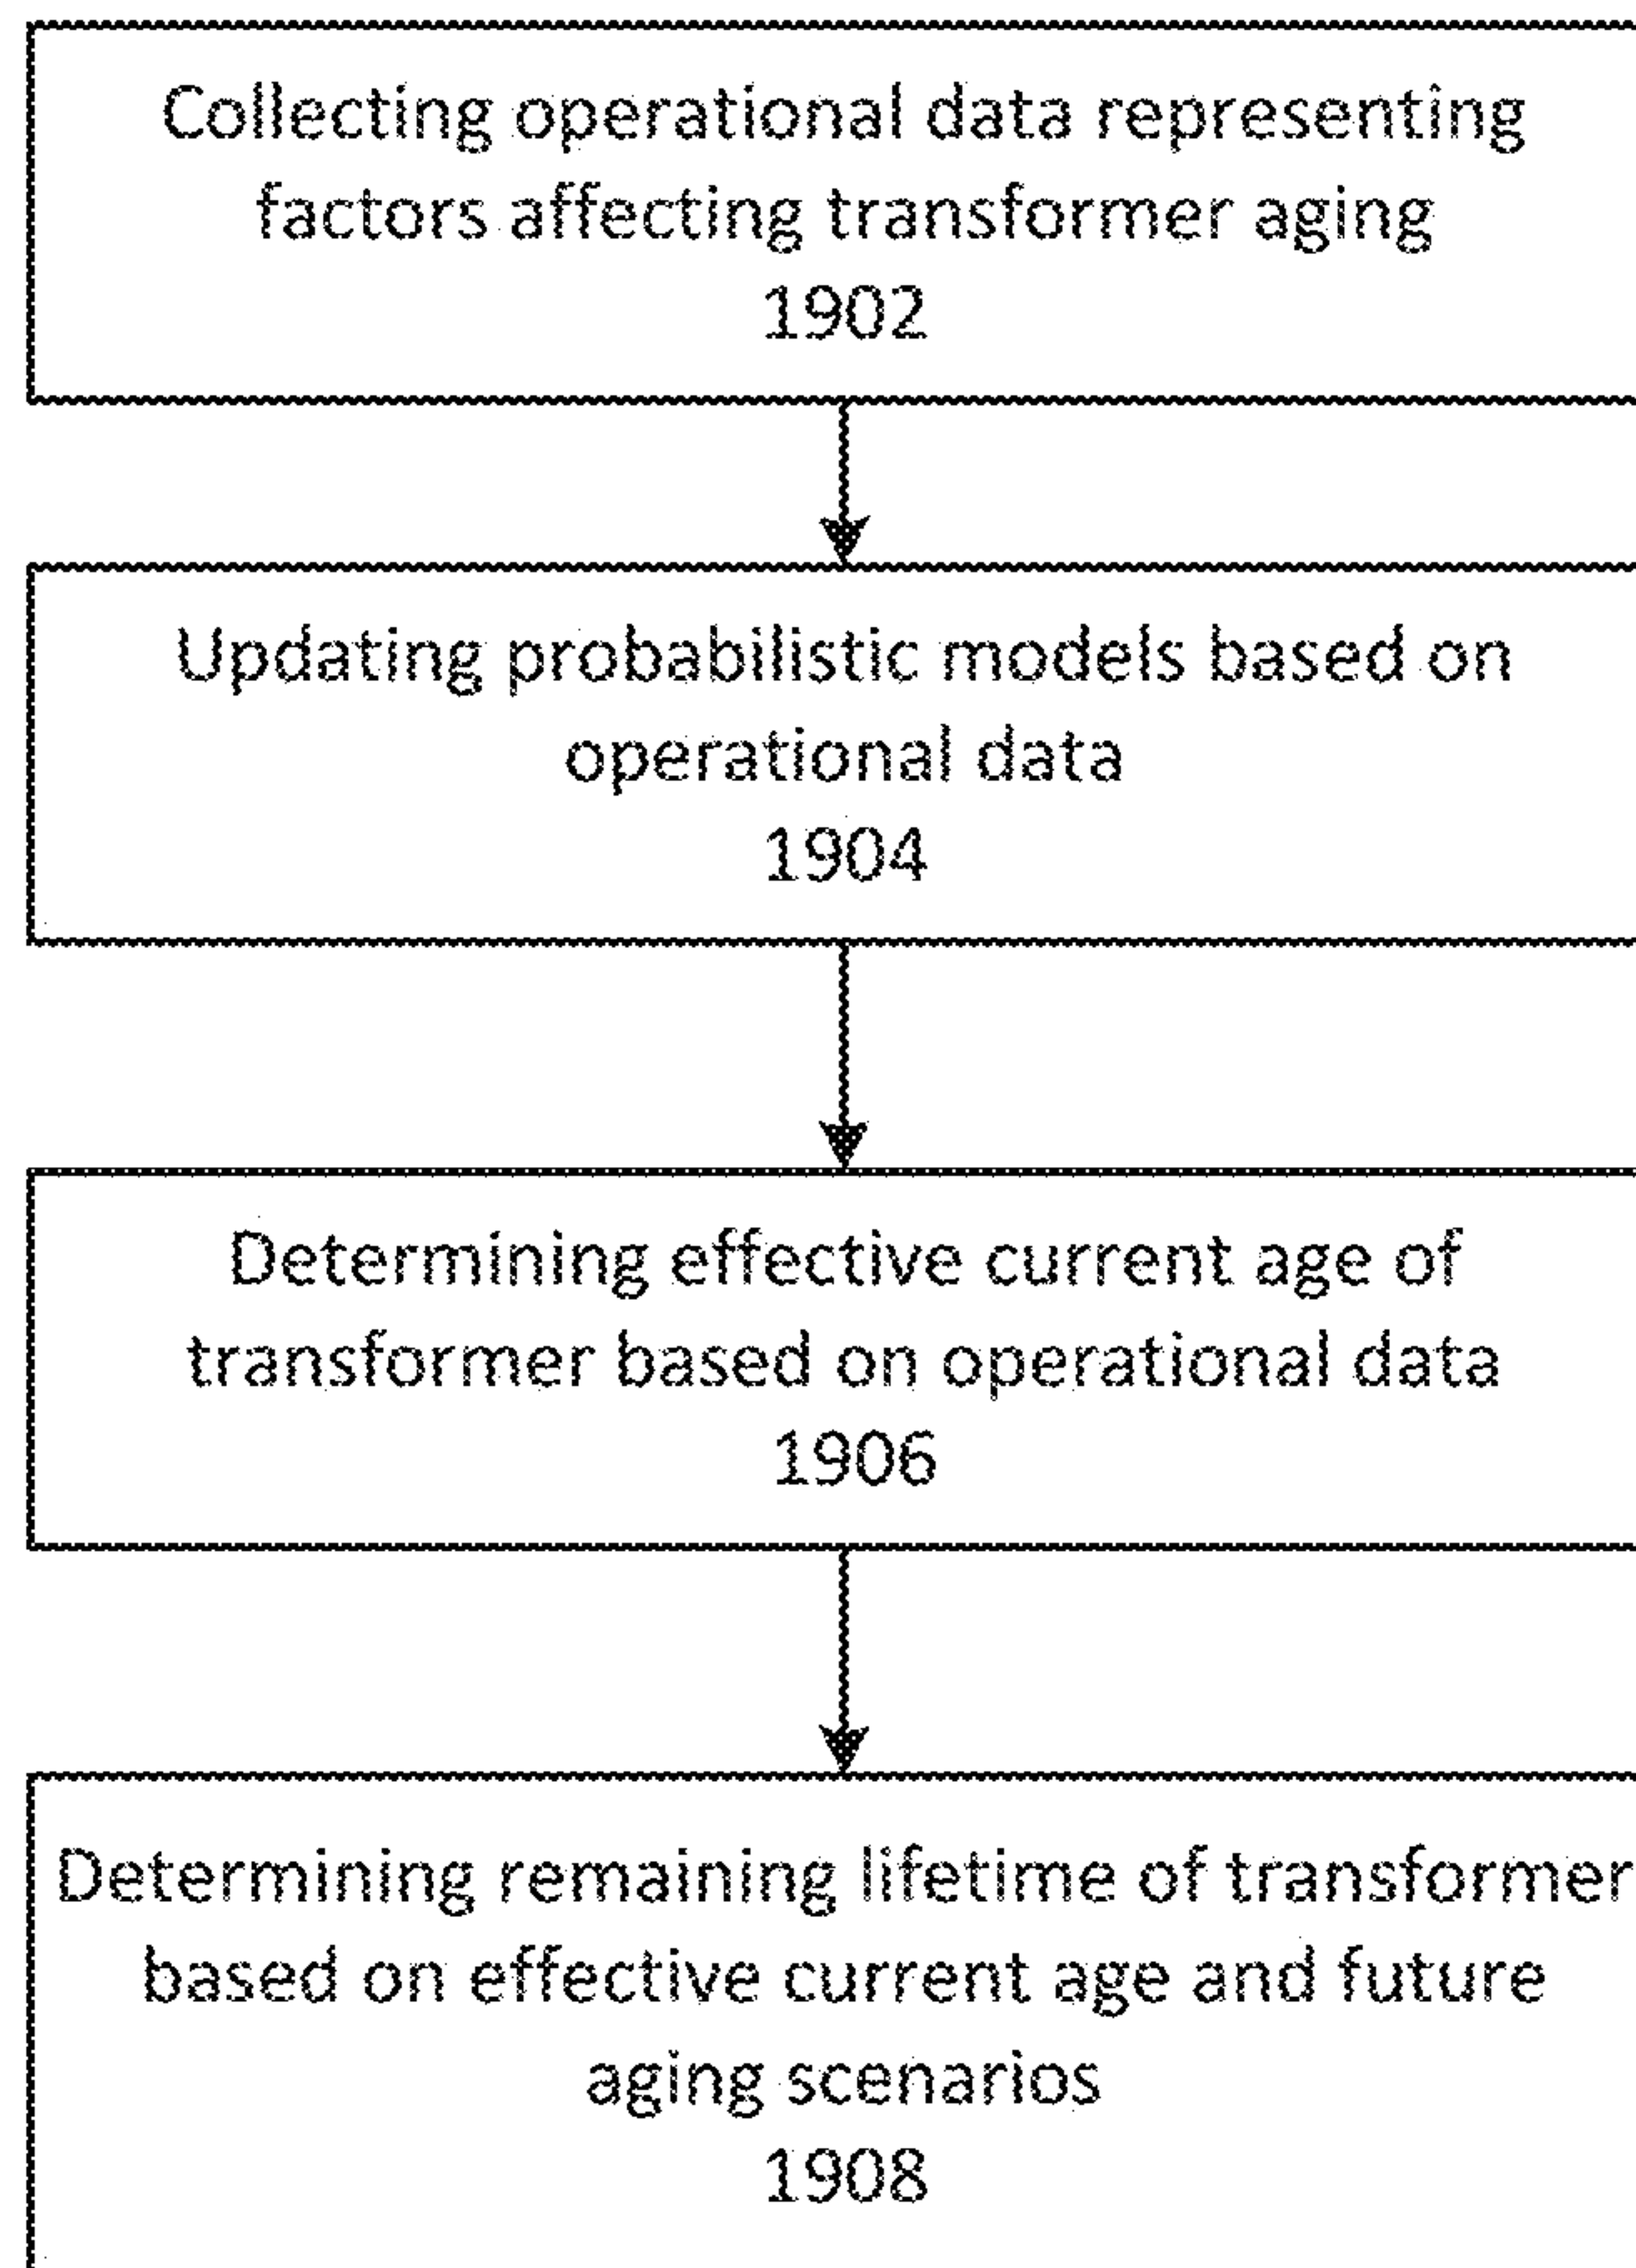 Collecting operational data representing
factors affecting transformer aging
1902
Updating probabilistic models based on
operational data
1904
Determining effective current age of
transformer based on operational data
1906
Determining remaining lifetime of transformer
based on effective current age and future
aging scenarios
1908